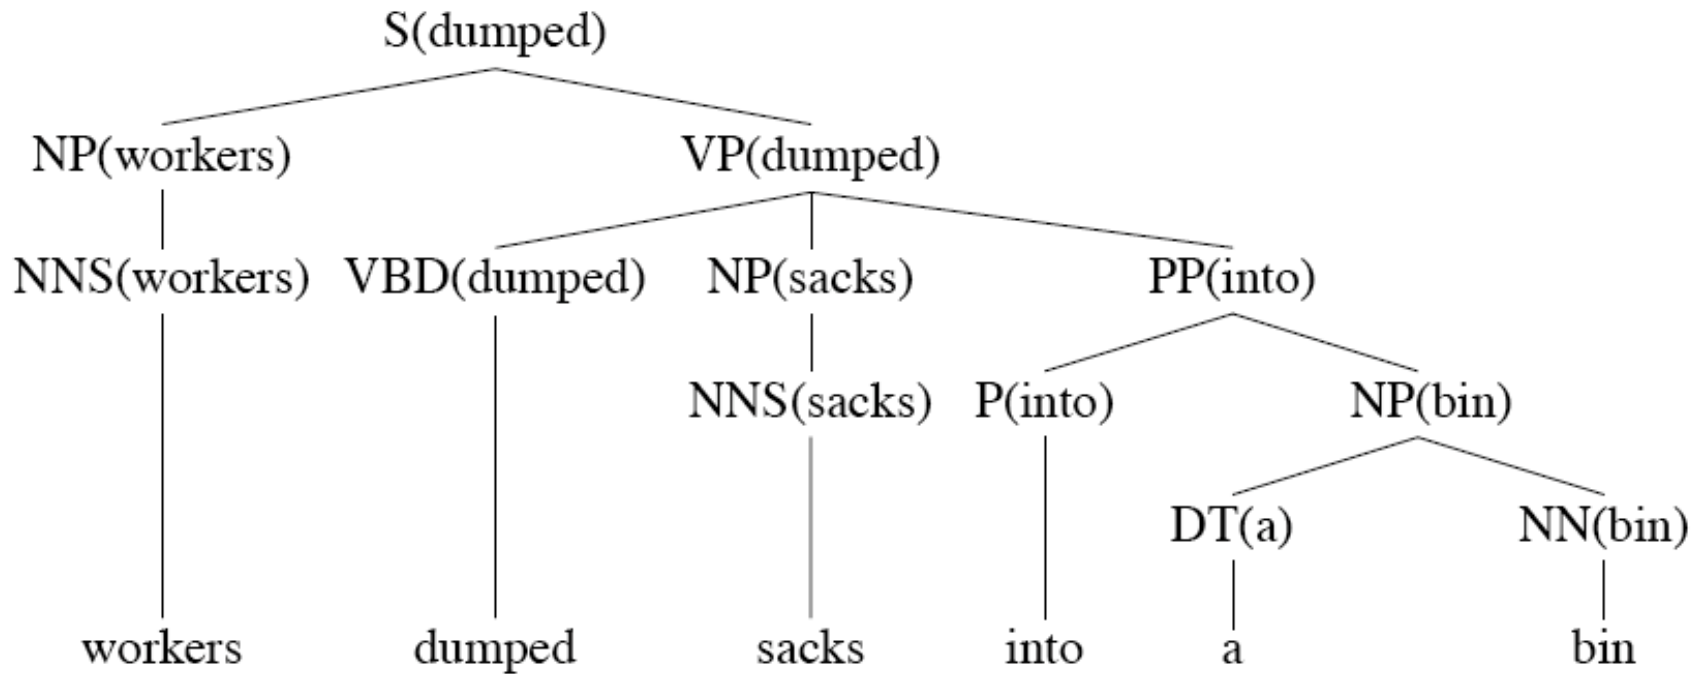 S(dumped)
NP(workers) VP(dumped)
NNS(workers) VBD(dumped) NP(sacks) PP(into)
NNS(sacks) P(into) NP(bin)
DT(a) NN(bin)
workers dumped sacks into a bin